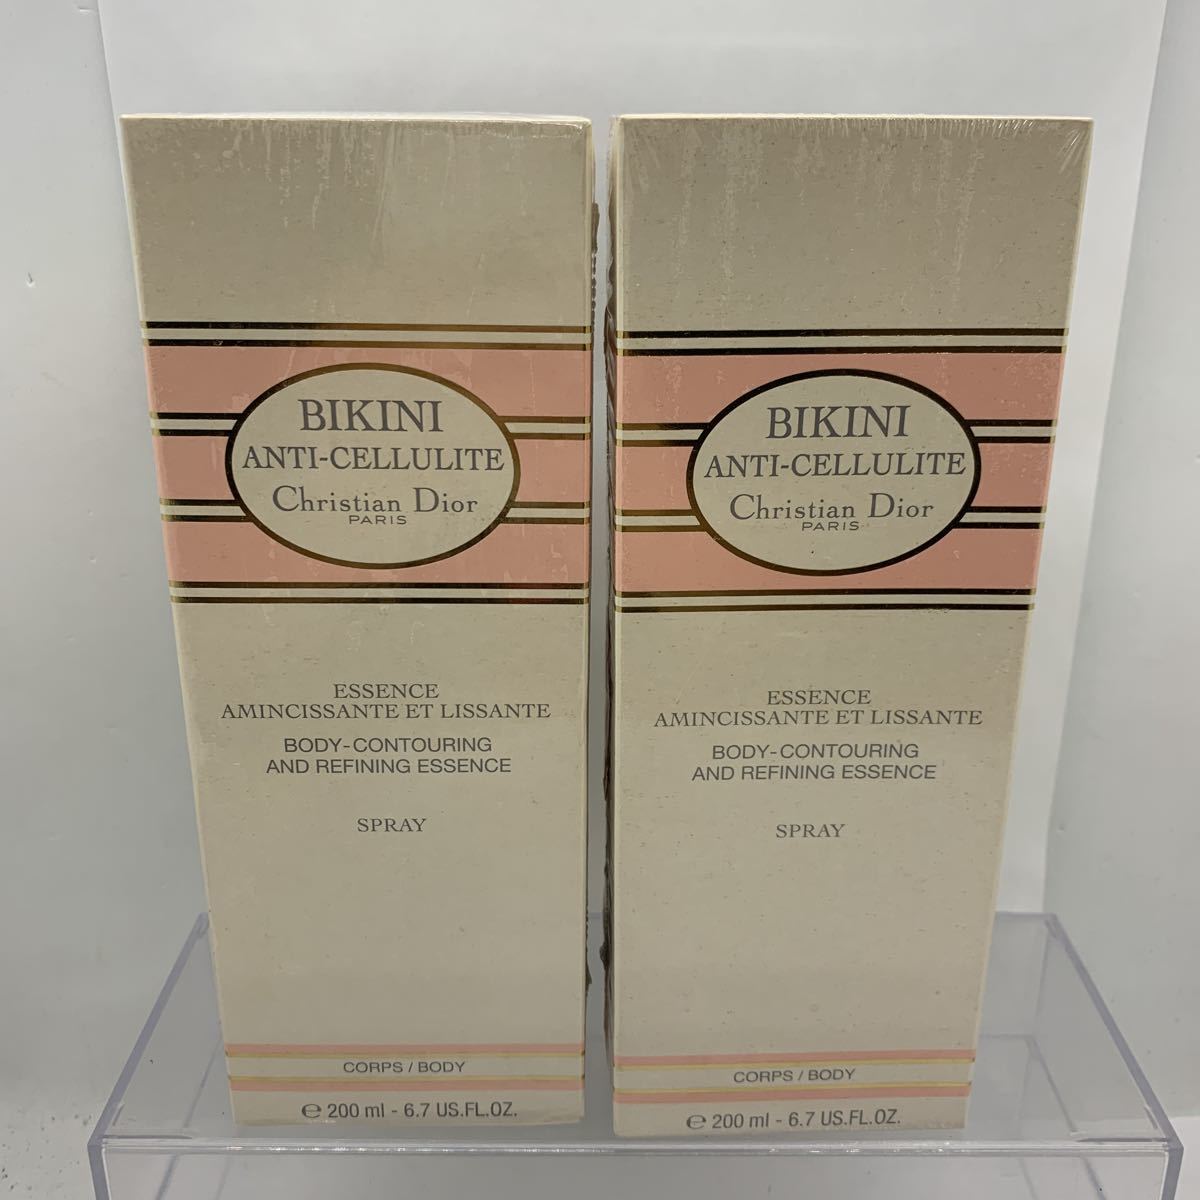 BIKINI
ANTI-CELLULITE
Christian Dior
PARIS
ESSENCE
AMINCISSANTE ET LISSANTE
BODY-CONTOURING
AND REFINING ESSENCE
SPRAY
CORPS / BODY
℮ 200 ml - 6.7 US.FL.OZ.
BIKINI
ANTI-CELLULITE
Christian Dior
PARIS
ESSENCE
AMINCISSANTE ET LISSANTE
BODY-CONTOURING
AND REFINING ESSENCE
SPRAY
CORPS / BODY
℮ 200 ml - 6.7 US.FL.OZ.